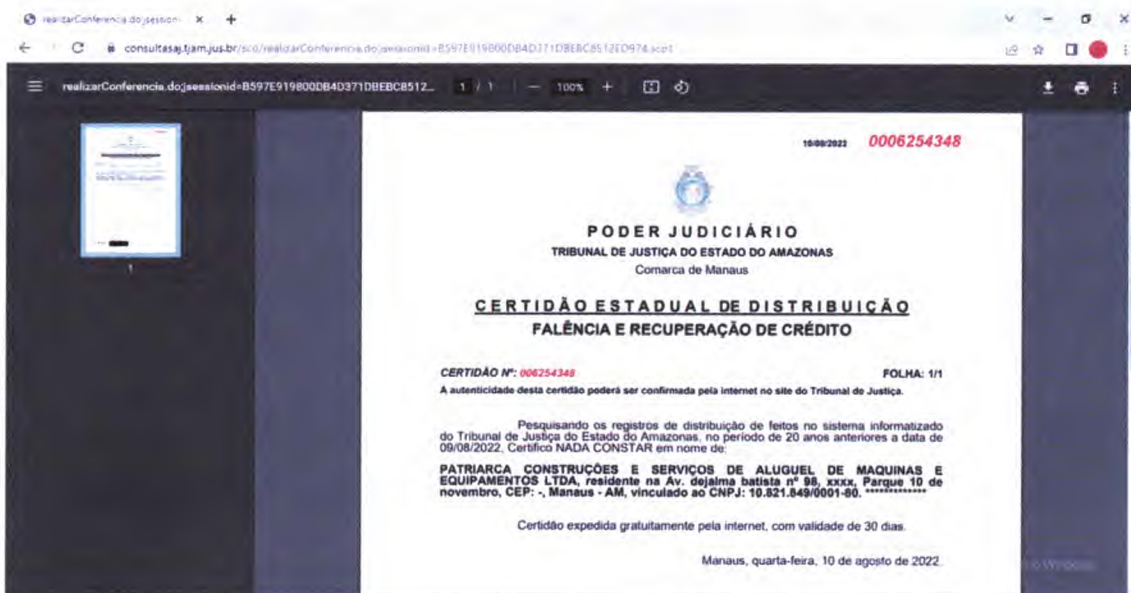 realizarConferencia.do;jsession
consultasaj.tjam.jus.br/sco/realizarConferencia.do;jsessionid=B597E919800DB4D371DBEBC8512ED974.sco1
realizarConferencia.do;jsessionid=B597E919800DB4D371DBEBC8512... 1 / 1 100%
10/08/2022 0006254348
PODER JUDICIÁRIO
TRIBUNAL DE JUSTIÇA DO ESTADO DO AMAZONAS
Comarca de Manaus
CERTIDÃO ESTADUAL DE DISTRIBUIÇÃO
FALÊNCIA E RECUPERAÇÃO DE CRÉDITO
CERTIDÃO Nº: 006254348 FOLHA: 1/1
A autenticidade desta certidão poderá ser confirmada pela internet no site do Tribunal de Justiça.
Pesquisando os registros de distribuição de feitos no sistema informatizado
do Tribunal de Justiça do Estado do Amazonas, no período de 20 anos anteriores a data de
09/08/2022, Certifico NADA CONSTAR em nome de:
PATRIARCA CONSTRUÇÕES E SERVIÇOS DE ALUGUEL DE MAQUINAS E
EQUIPAMENTOS LTDA, residente na Av. dejalma batista nº 98, xxxx, Parque 10 de
novembro, CEP: -, Manaus - AM, vinculado ao CNPJ: 10.821.849/0001-60. *************
Certidão expedida gratuitamente pela internet, com validade de 30 dias.
Manaus, quarta-feira, 10 de agosto de 2022.
1
o Windows